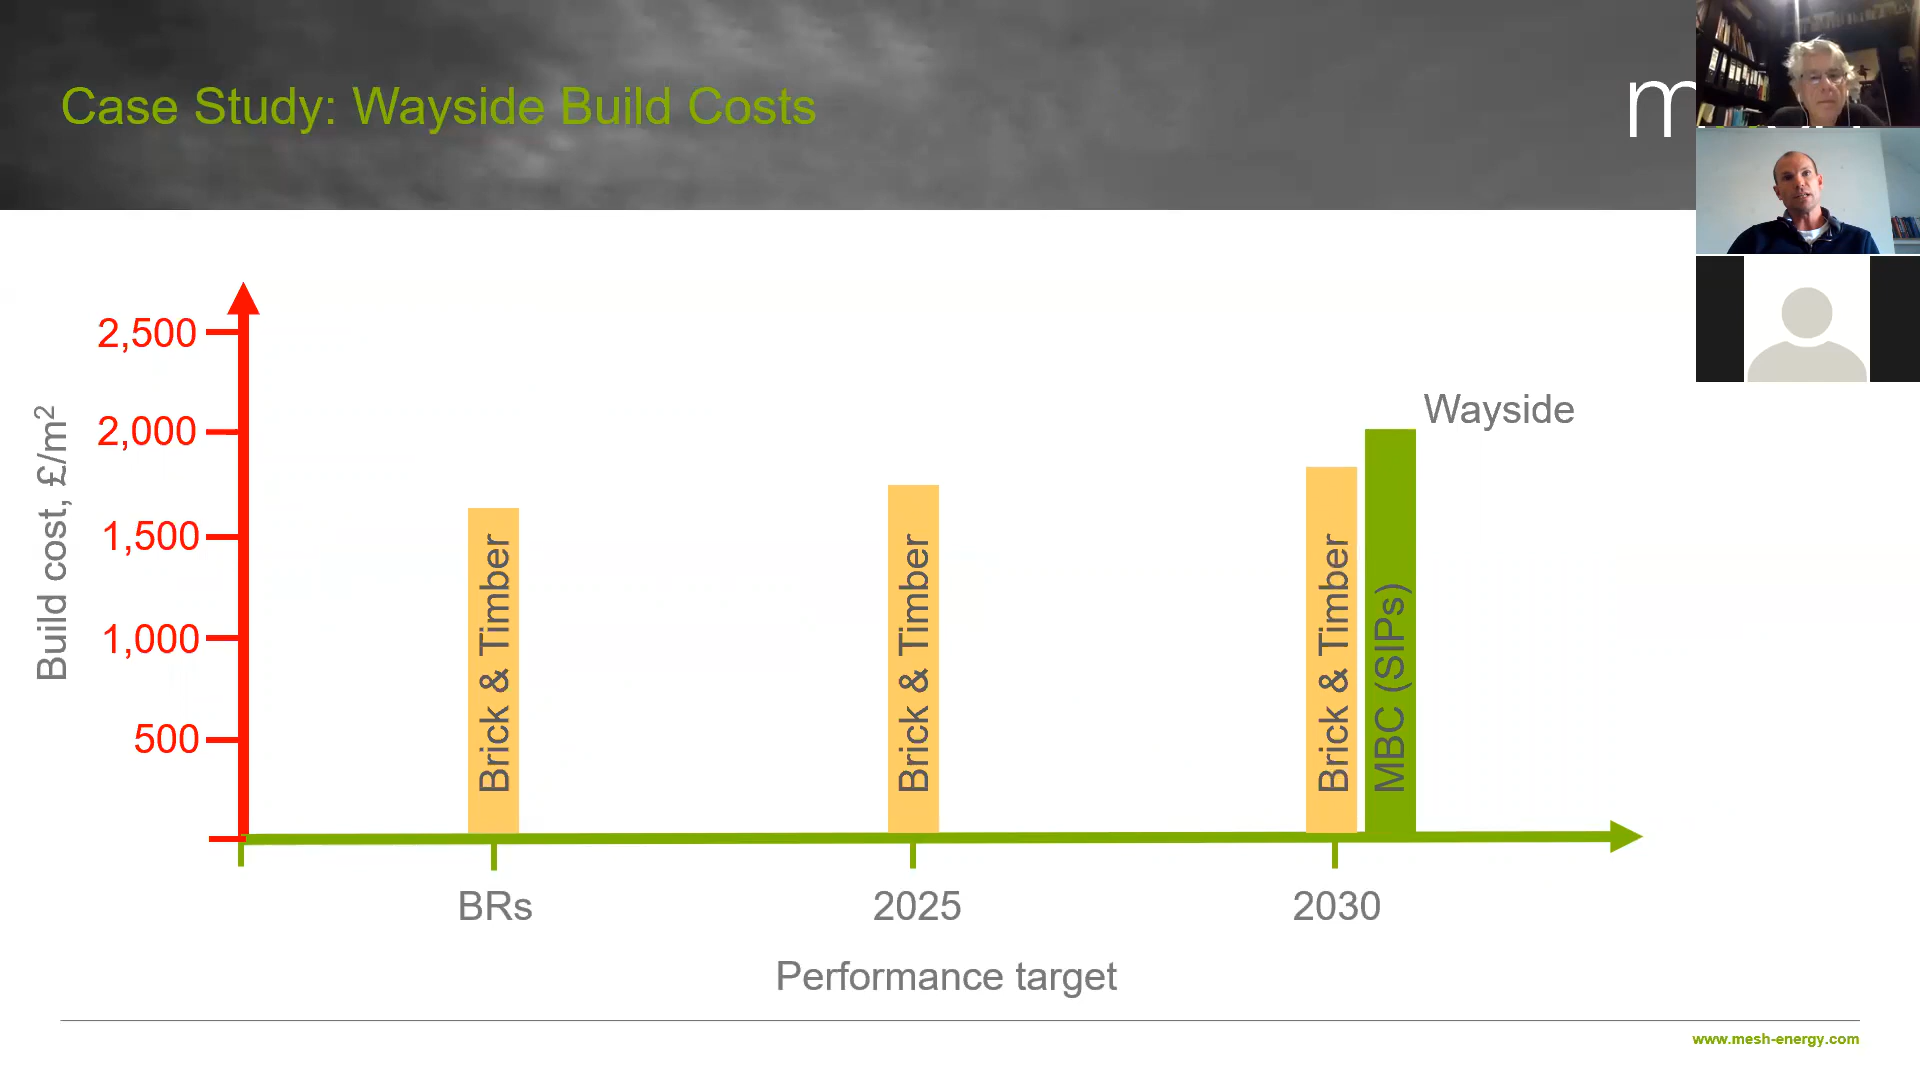 Case Study: Wayside Build Costs
m
2,500
2,000
1,500
1,000
500
Build cost, £/m²
Wayside
Brick & Timber
Brick & Timber
Brick & Timber
MBC (SIPs)
BRs
2025
2030
Performance target
www.mesh-energy.com